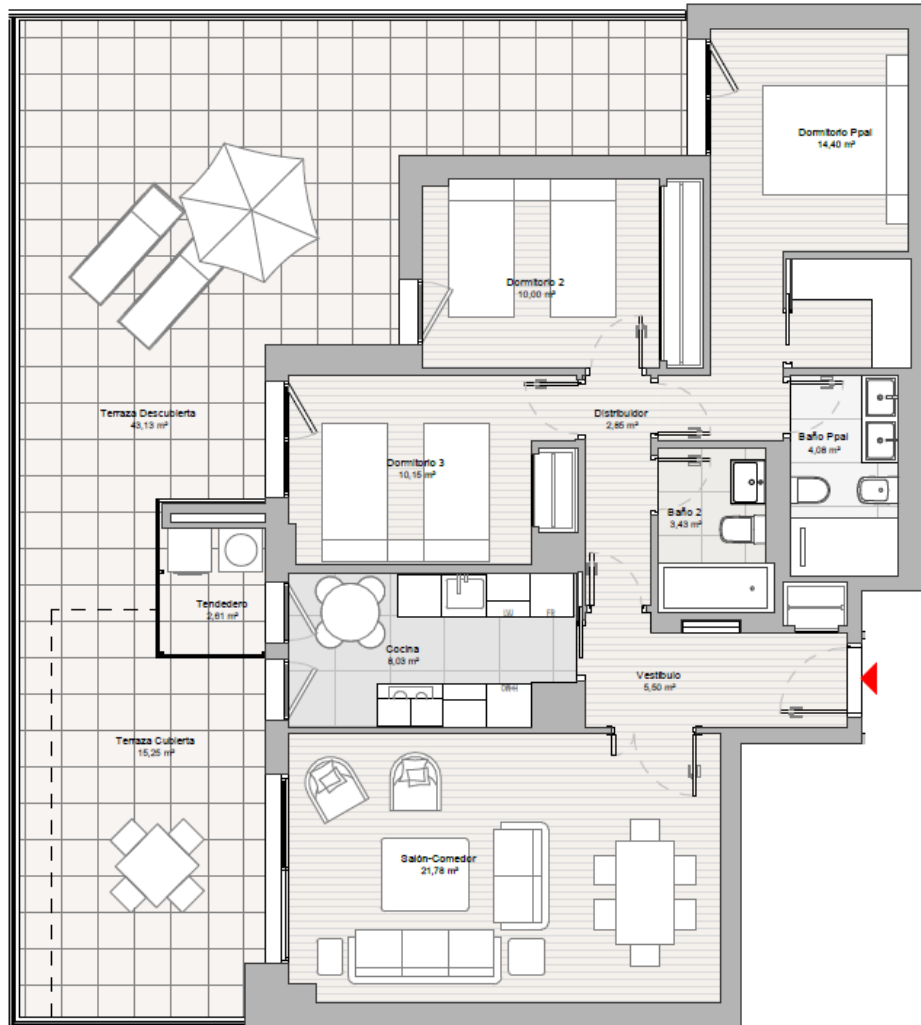 Dormitorio Ppal
14,40 m²
Dormitorio 2
10,00 m²
Terraza Descubierta
43,13 m²
Distribuidor
2,85 m²
Baño Ppal
4,08 m²
Dormitorio 3
10,15 m²
Baño 2
3,43 m²
Tendedero
2,61 m²
LW
FR
Cocina
8,03 m²
Vestíbulo
5,50 m²
Terraza Cubierta
15,25 m²
Salón-Comedor
21,78 m²